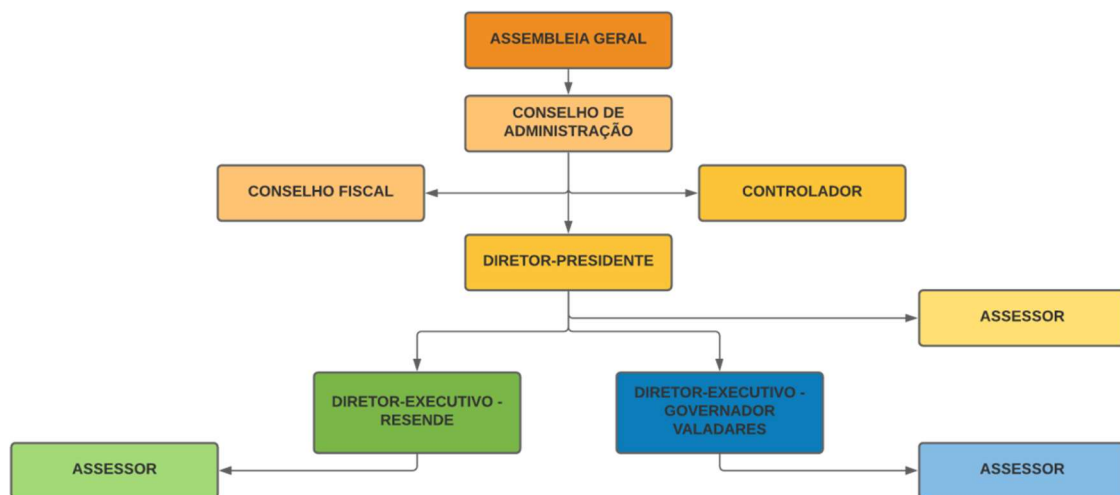 ASSEMBLEIA GERAL
CONSELHO DE
ADMINISTRAÇÃO
CONSELHO FISCAL
CONTROLADOR
DIRETOR-PRESIDENTE
ASSESSOR
DIRETOR-EXECUTIVO -
RESENDE
DIRETOR-EXECUTIVO -
GOVERNADOR
VALADARES
ASSESSOR
ASSESSOR